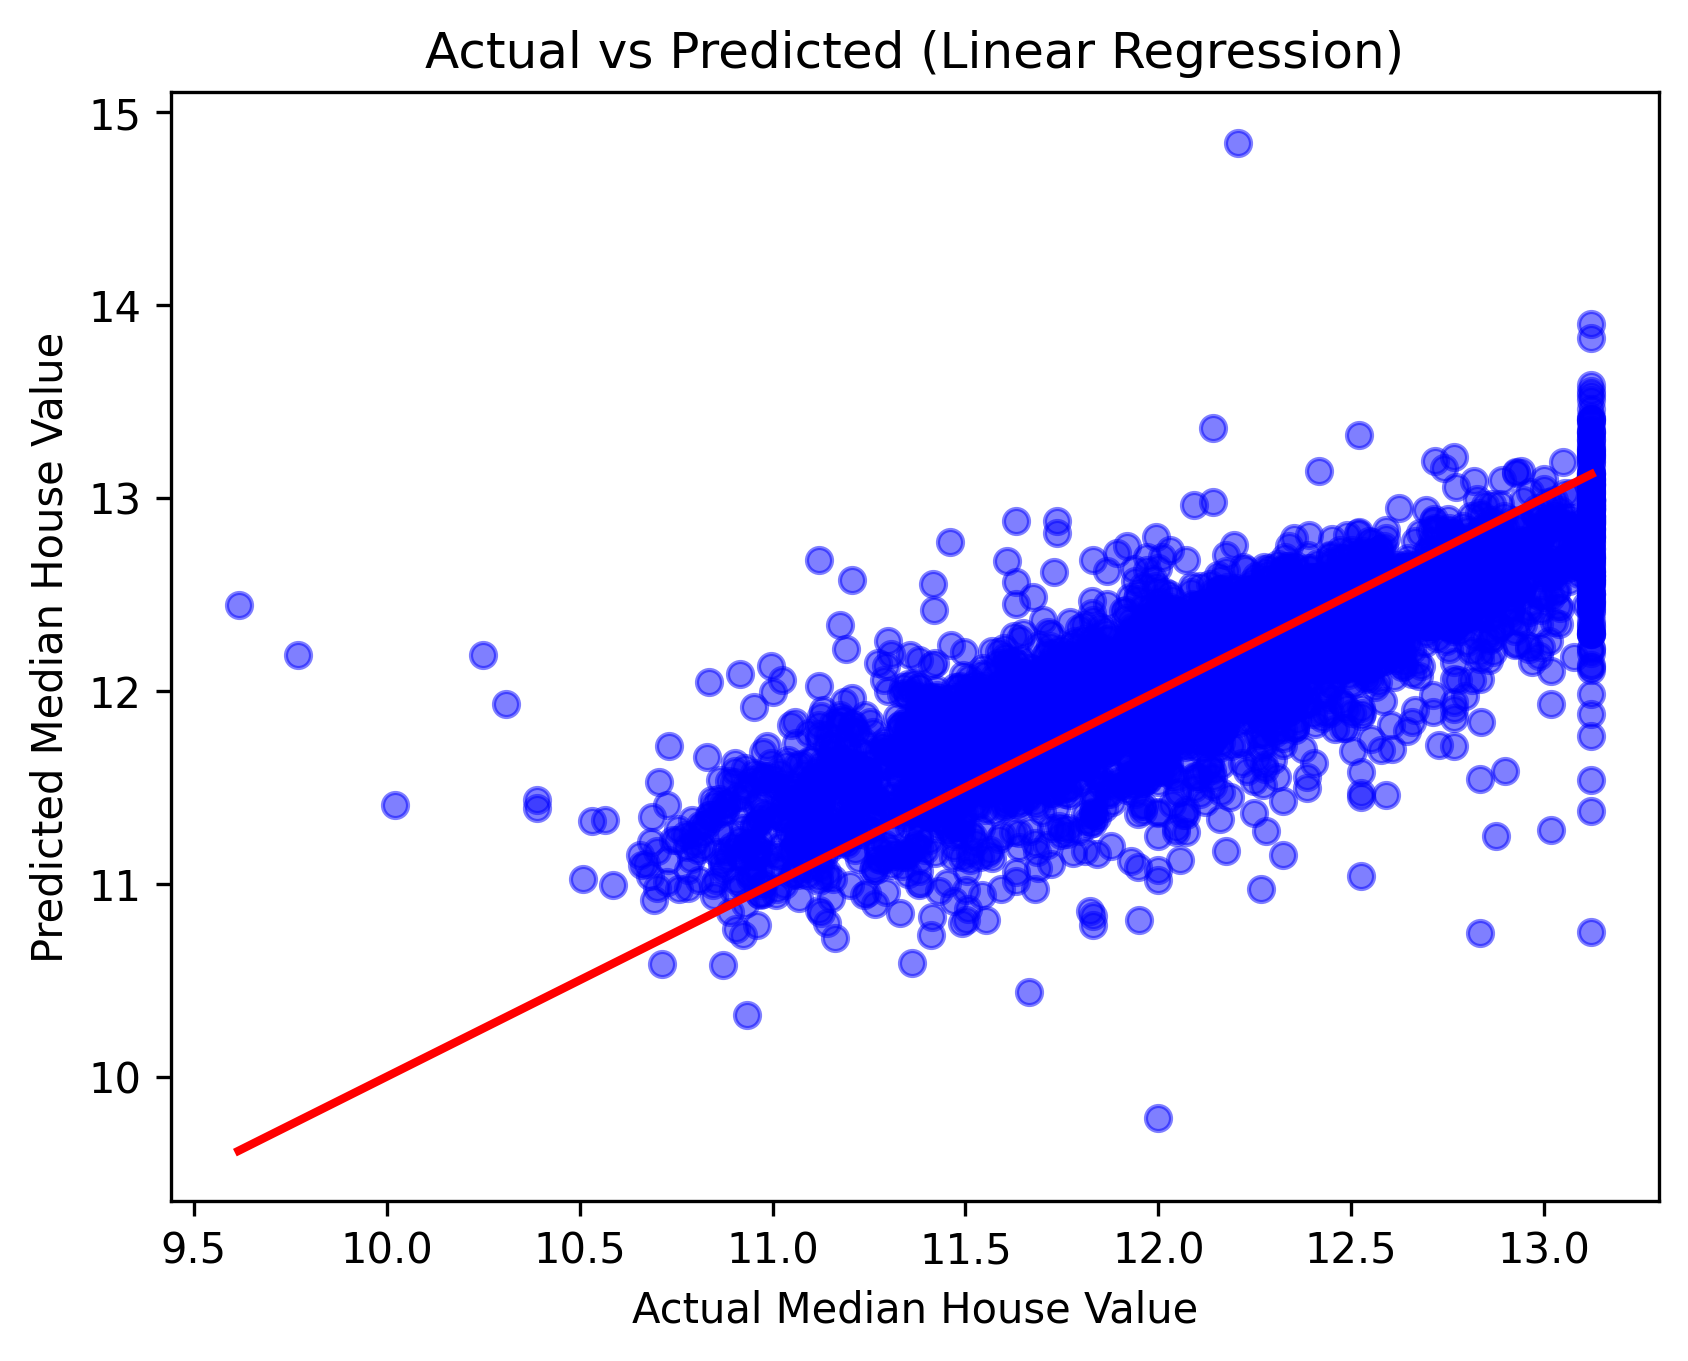 Actual vs Predicted (Linear Regression)
15
14
13
12
11
10
Predicted Median House Value
9.5 10.0 10.5 11.0 11.5 12.0 12.5 13.0
Actual Median House Value